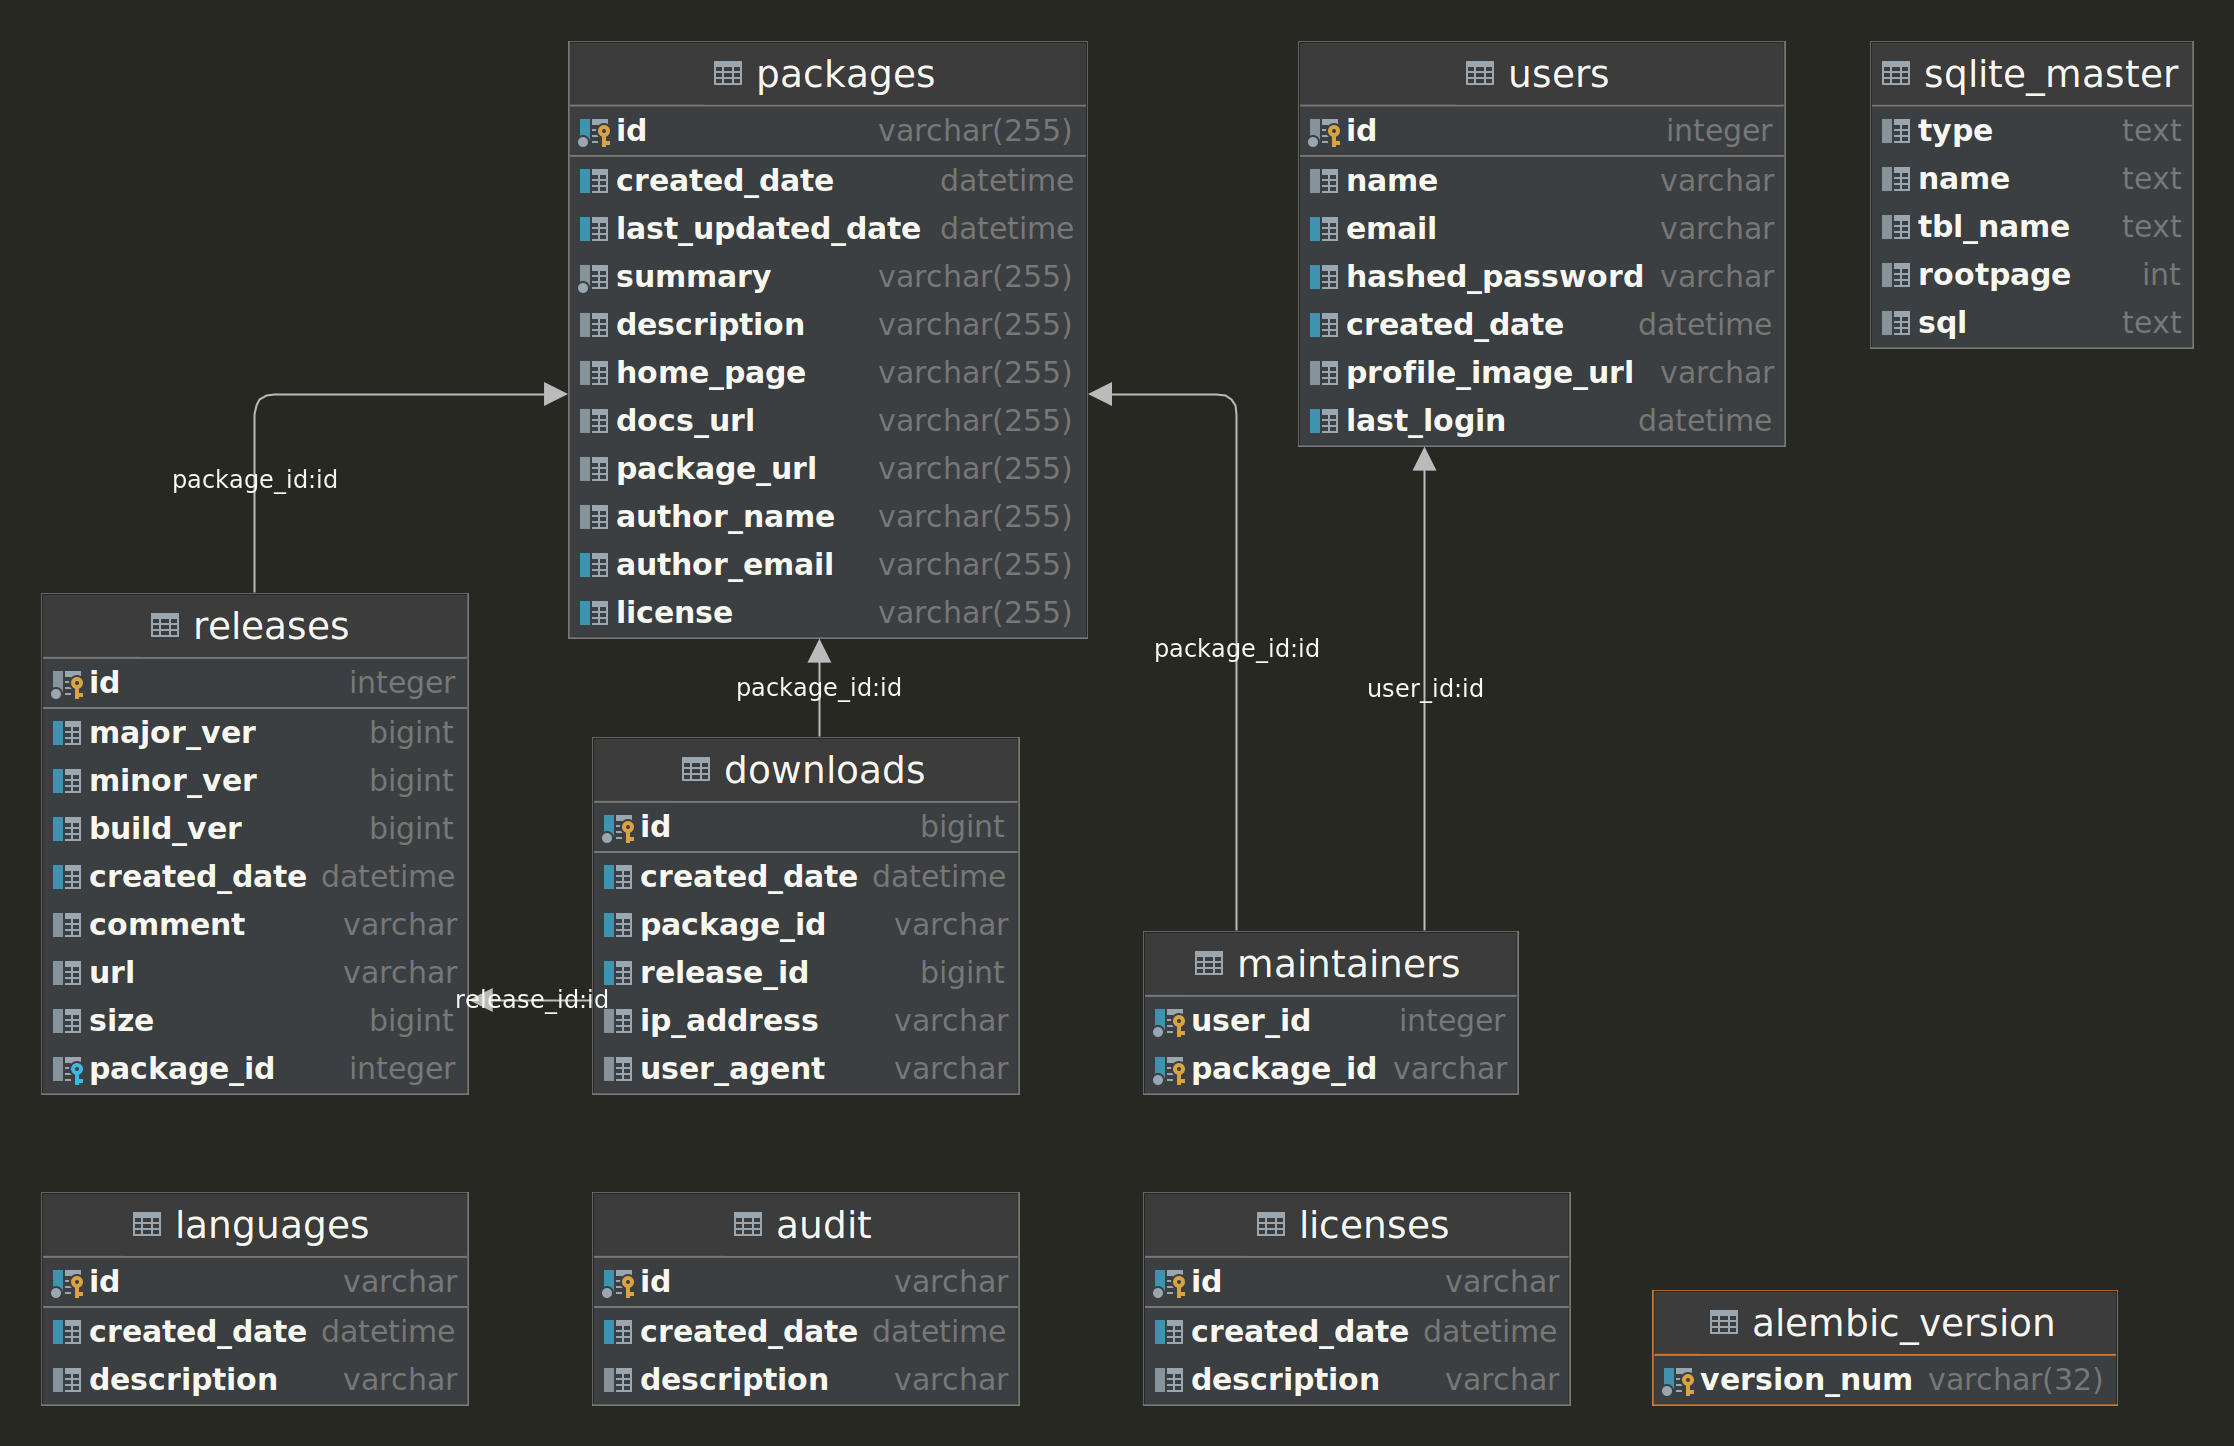 packages
id varchar(255)
created_date datetime
last_updated_date datetime
summary varchar(255)
description varchar(255)
home_page varchar(255)
docs_url varchar(255)
package_url varchar(255)
author_name varchar(255)
author_email varchar(255)
license varchar(255)
users
id integer
name varchar
email varchar
hashed_password varchar
created_date datetime
profile_image_url varchar
last_login datetime
sqlite_master
type text
name text
tbl_name text
rootpage int
sql text
package_id:id
package_id:id
package_id:id
user_id:id
releases
id integer
major_ver bigint
minor_ver bigint
build_ver bigint
created_date datetime
comment varchar
url varchar
size bigint
package_id integer
release_id:id
downloads
id bigint
created_date datetime
package_id varchar
release_id bigint
ip_address varchar
user_agent varchar
maintainers
user_id integer
package_id varchar
languages
id varchar
created_date datetime
description varchar
audit
id varchar
created_date datetime
description varchar
licenses
id varchar
created_date datetime
description varchar
alembic_version
version_num varchar(32)